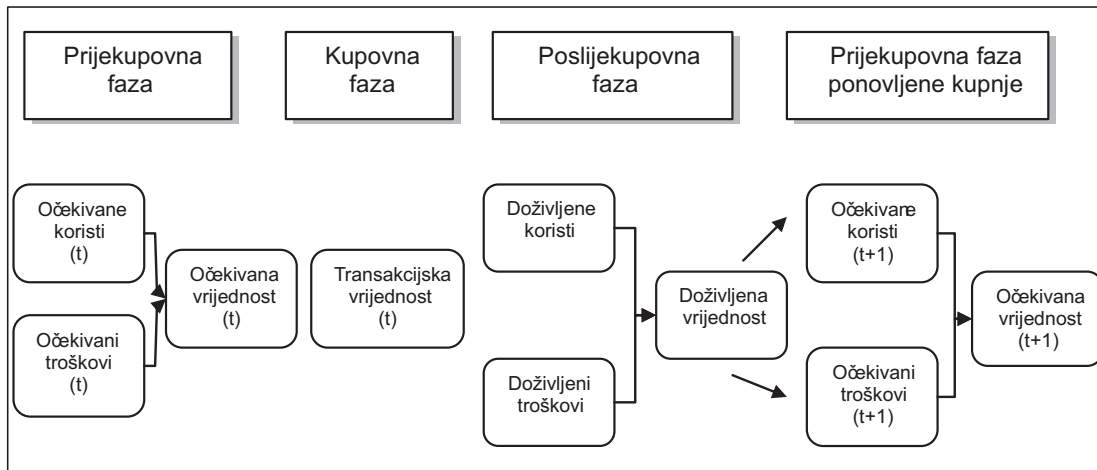 Prijekupovna
faza
Kupovna
faza
Poslijekupovna
faza
Prijekupovna faza
ponovljene kupnje
Očekivane
koristi
(t)
Očekivani
troškovi
(t)
Očekivana
vrijednost
(t)
Transakcijska
vrijednost
(t)
Doživljene
koristi
Doživljeni
troškovi
Doživljena
vrijednost
Očekivane
koristi
(t+1)
Očekivani
troškovi
(t+1)
Očekivana
vrijednost
(t+1)